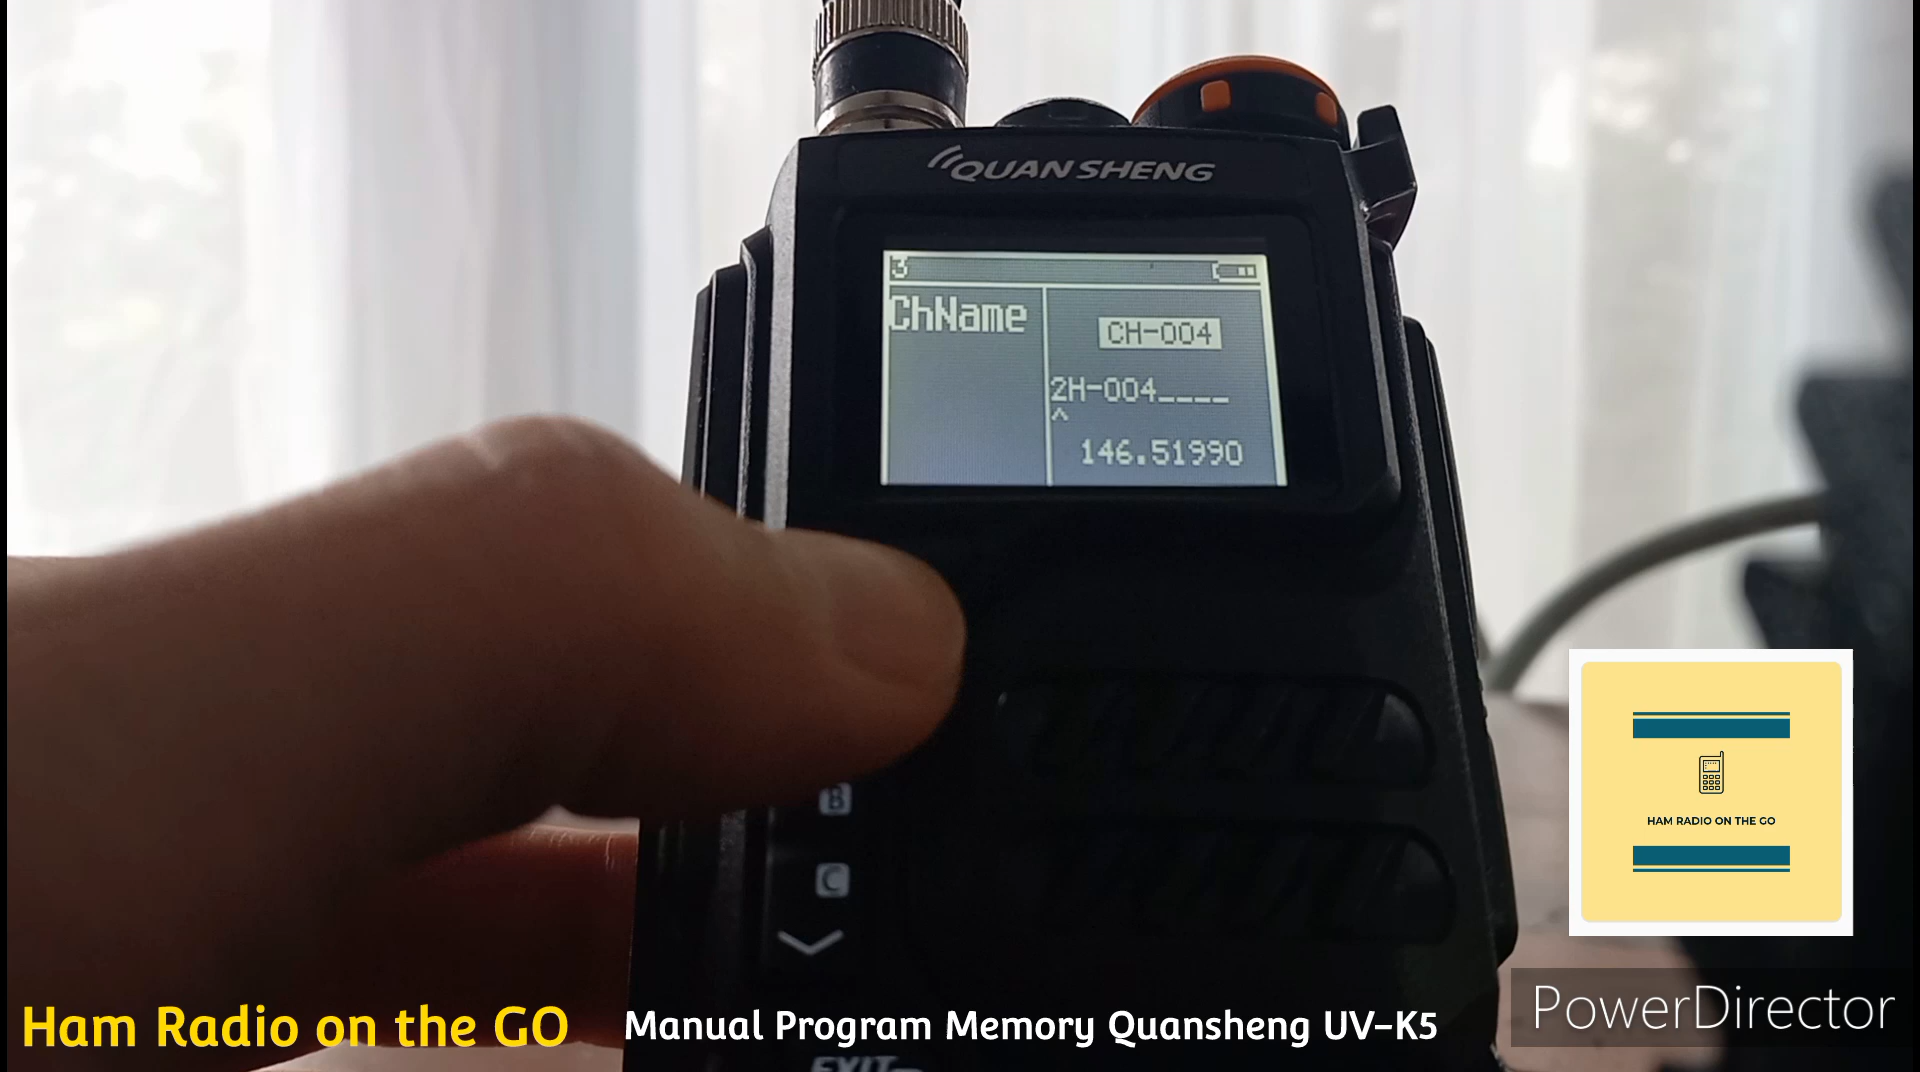 QUANSHENG
3
ChName
CH-004
2H-004____
^
146.51990
B
C
EXIT
HAM RADIO ON THE GO
PowerDirector
Ham Radio on the GO
Manual Program Memory Quansheng UV-K5